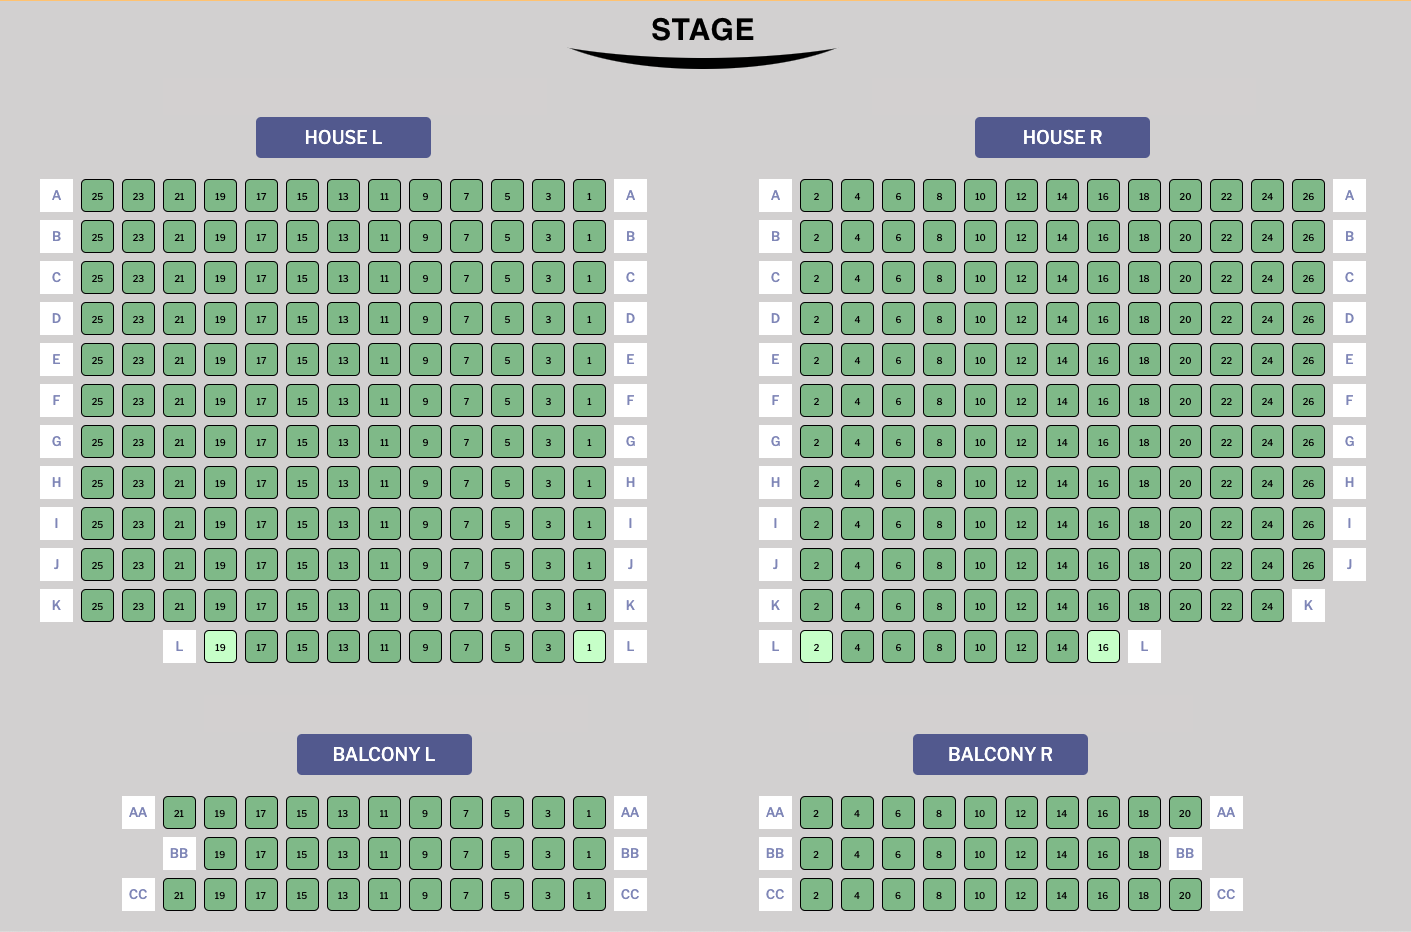 STAGE
HOUSE L HOUSE R
A 25 23 21 19 17 15 13 11 9 7 5 3 1 A A 2 4 6 8 10 12 14 16 18 20 22 24 26 A
B 25 23 21 19 17 15 13 11 9 7 5 3 1 B B 2 4 6 8 10 12 14 16 18 20 22 24 26 B
C 25 23 21 19 17 15 13 11 9 7 5 3 1 C C 2 4 6 8 10 12 14 16 18 20 22 24 26 C
D 25 23 21 19 17 15 13 11 9 7 5 3 1 D D 2 4 6 8 10 12 14 16 18 20 22 24 26 D
E 25 23 21 19 17 15 13 11 9 7 5 3 1 E E 2 4 6 8 10 12 14 16 18 20 22 24 26 E
F 25 23 21 19 17 15 13 11 9 7 5 3 1 F F 2 4 6 8 10 12 14 16 18 20 22 24 26 F
G 25 23 21 19 17 15 13 11 9 7 5 3 1 G G 2 4 6 8 10 12 14 16 18 20 22 24 26 G
H 25 23 21 19 17 15 13 11 9 7 5 3 1 H H 2 4 6 8 10 12 14 16 18 20 22 24 26 H
I 25 23 21 19 17 15 13 11 9 7 5 3 1 I I 2 4 6 8 10 12 14 16 18 20 22 24 26 I
J 25 23 21 19 17 15 13 11 9 7 5 3 1 J J 2 4 6 8 10 12 14 16 18 20 22 24 26 J
K 25 23 21 19 17 15 13 11 9 7 5 3 1 K K 2 4 6 8 10 12 14 16 18 20 22 24 K
L 19 17 15 13 11 9 7 5 3 1 L L 2 4 6 8 10 12 14 16 L
BALCONY L BALCONY R
AA 21 19 17 15 13 11 9 7 5 3 1 AA AA 2 4 6 8 10 12 14 16 18 20 AA
BB 19 17 15 13 11 9 7 5 3 1 BB BB 2 4 6 8 10 12 14 16 18 BB
CC 21 19 17 15 13 11 9 7 5 3 1 CC CC 2 4 6 8 10 12 14 16 18 20 CC